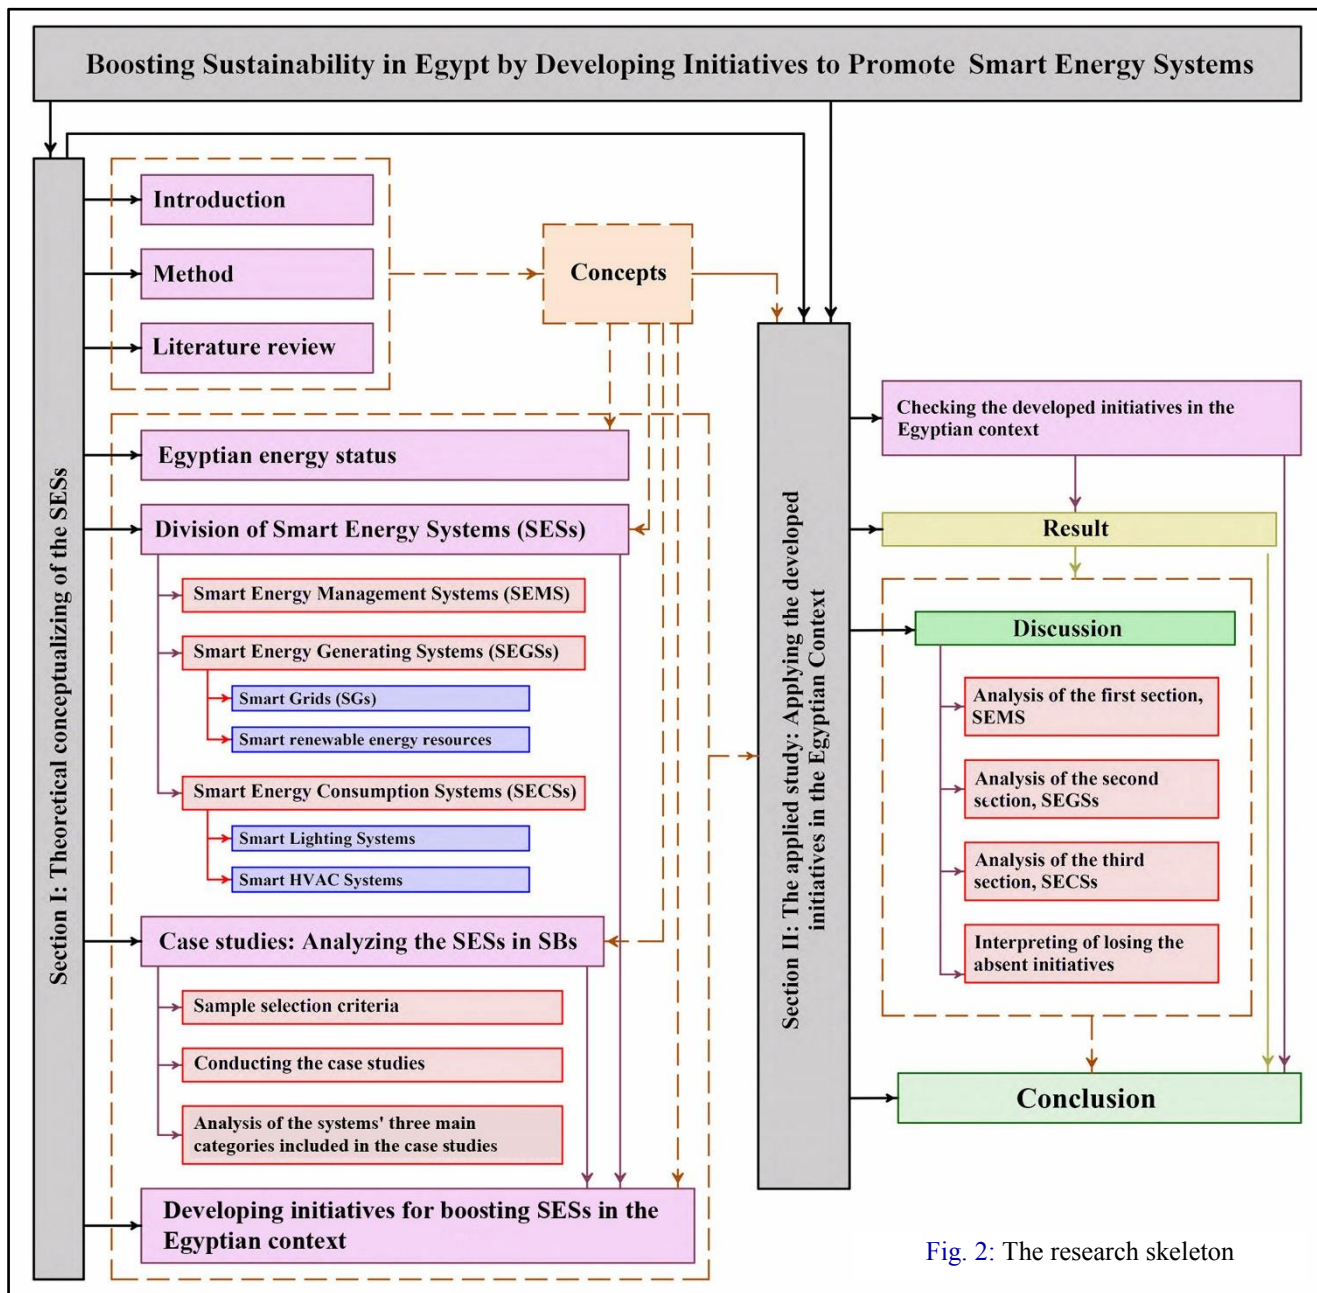 Boosting Sustainability in Egypt by Developing Initiatives to Promote Smart Energy Systems
Section I: Theoretical conceptualizing of the SESs
Introduction
Method
Literature review
Concepts
Egyptian energy status
Division of Smart Energy Systems (SESs)
Smart Energy Management Systems (SEMS)
Smart Energy Generating Systems (SEGSs)
Smart Grids (SGs)
Smart renewable energy resources
Smart Energy Consumption Systems (SECSs)
Smart Lighting Systems
Smart HVAC Systems
Case studies: Analyzing the SESs in SBs
Sample selection criteria
Conducting the case studies
Analysis of the systems' three main
categories included in the case studies
Developing initiatives for boosting SESs in the
Egyptian context
Section II: The applied study: Applying the developed
initiatives in the Egyptian Context
Checking the developed initiatives in the
Egyptian context
Result
Discussion
Analysis of the first section,
SEMS
Analysis of the second
section, SEGSs
Analysis of the third
section, SECSs
Interpreting of losing the
absent initiatives
Conclusion
Fig. 2: The research skeleton